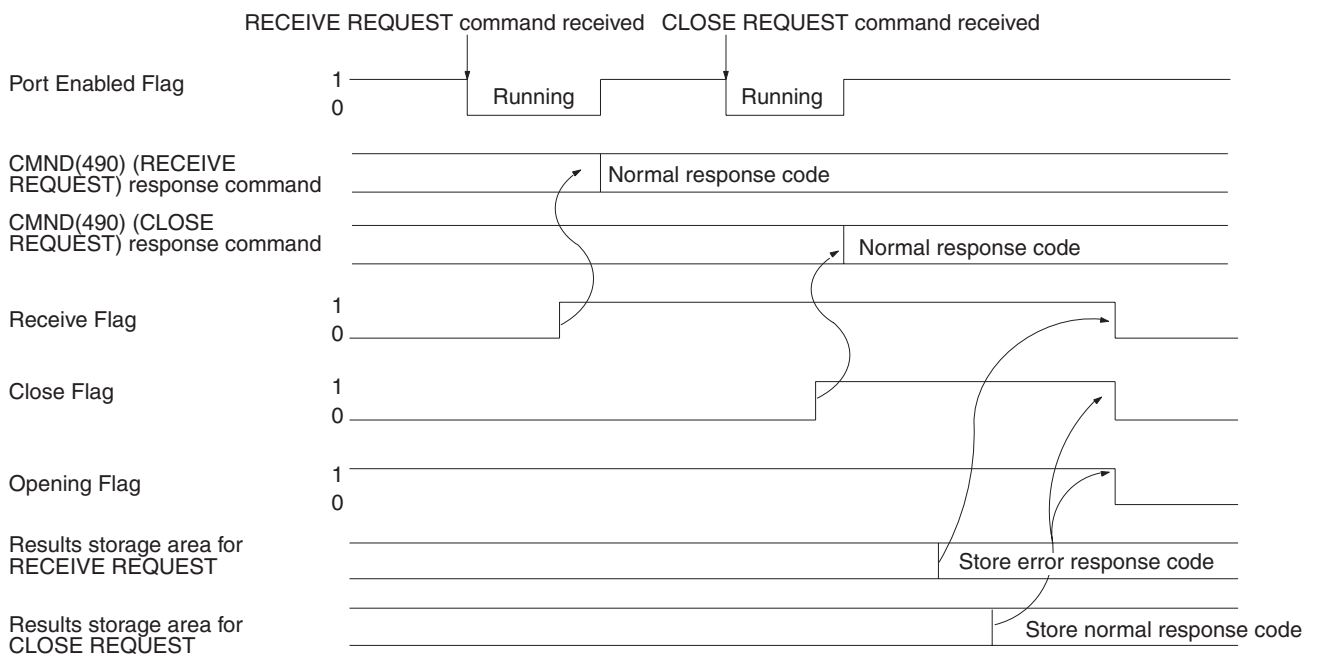 RECEIVE REQUEST command received CLOSE REQUEST command received
Port Enabled Flag 1
0
Running Running
CMND(490) (RECEIVE
REQUEST) response command
Normal response code
CMND(490) (CLOSE
REQUEST) response command
Normal response code
Receive Flag
1
0
Close Flag
1
0
Opening Flag
1
0
Results storage area for
RECEIVE REQUEST
Store error response code
Results storage area for
CLOSE REQUEST
Store normal response code